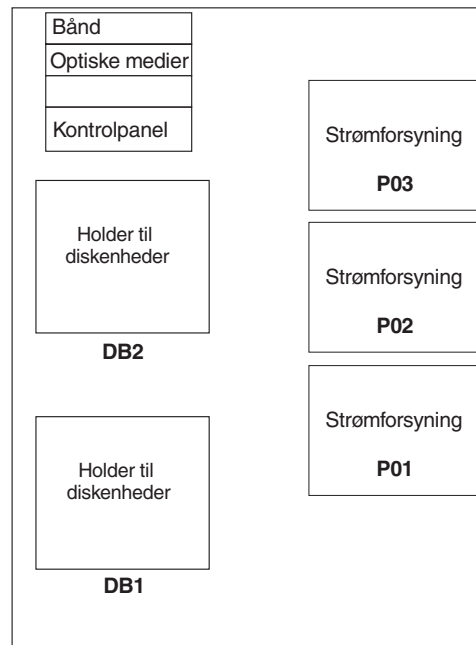 Bånd
Optiske medier
Kontrolpanel
Strømforsyning
P03
Holder til
diskenheder
DB2
Strømforsyning
P02
Strømforsyning
P01
Holder til
diskenheder
DB1